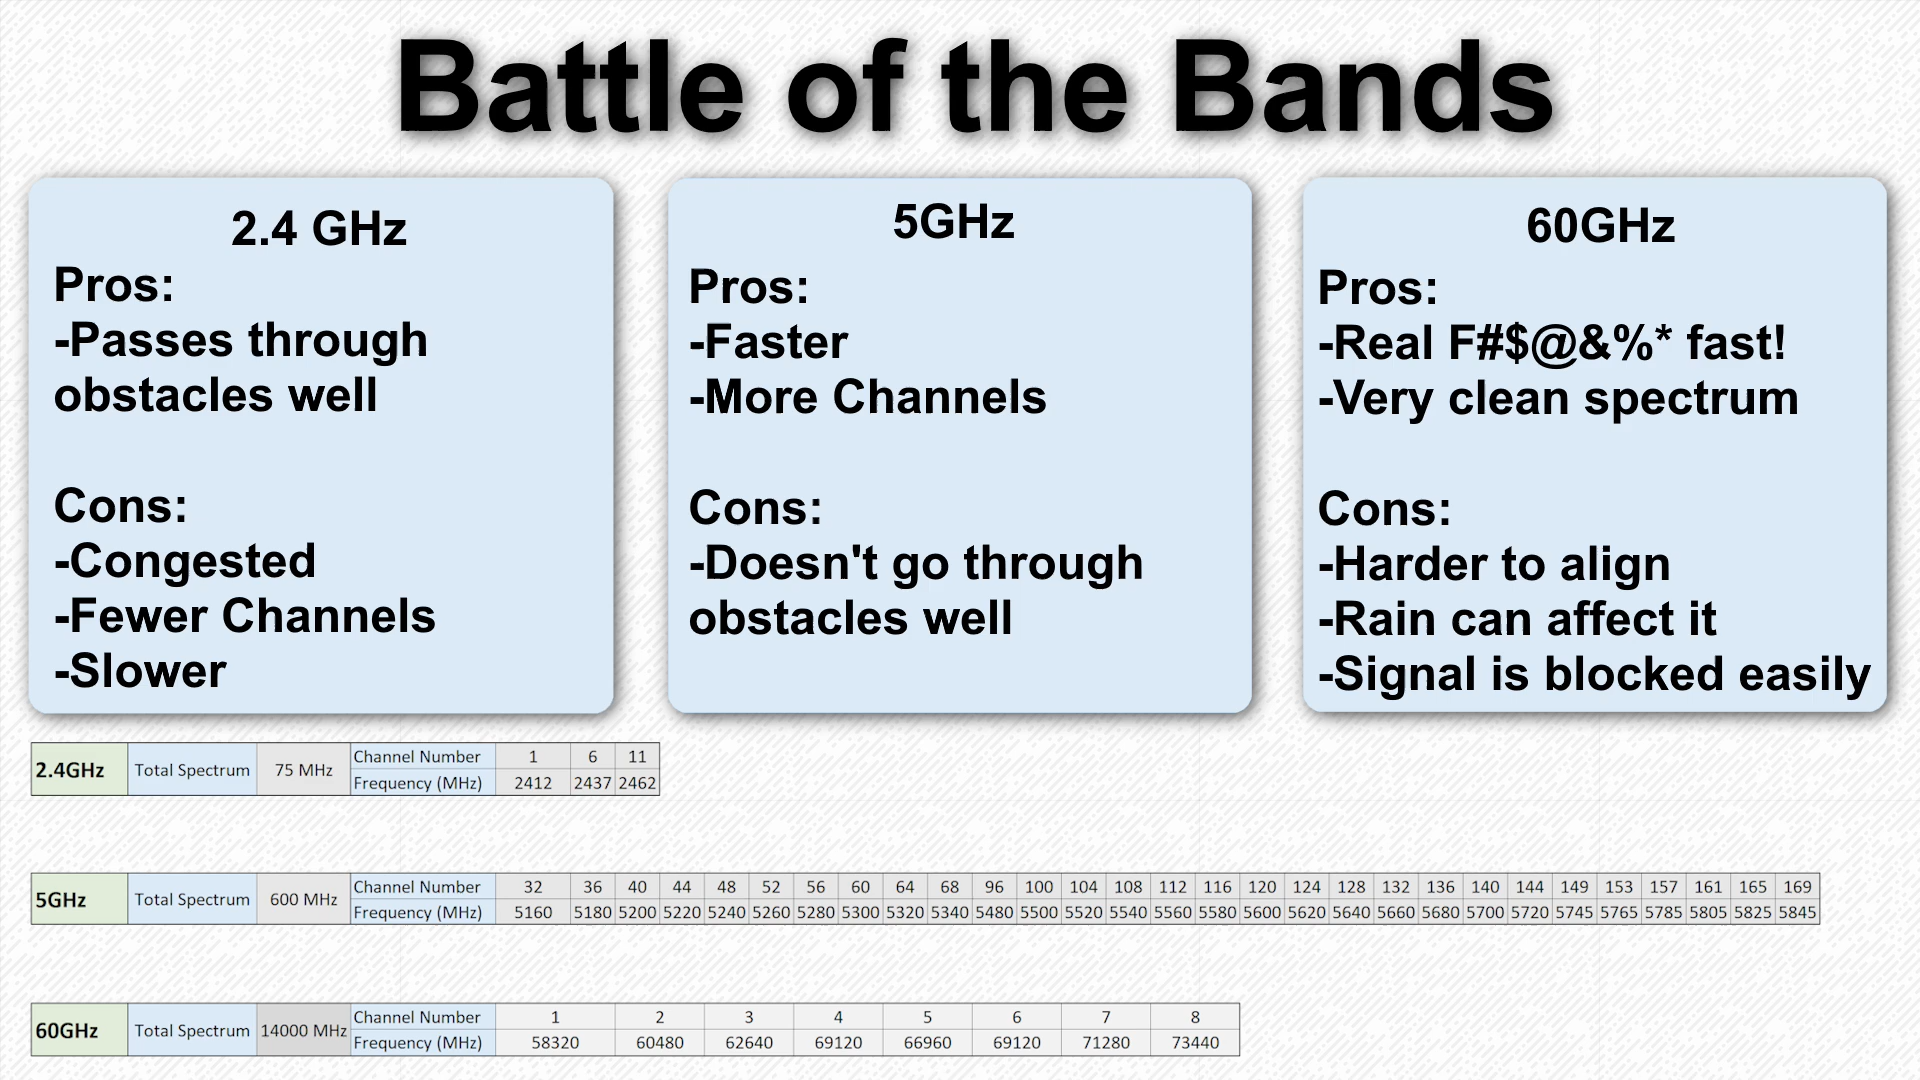 Battle of the Bands
2.4 GHz
Pros:
-Passes through
obstacles well
Cons:
-Congested
-Fewer Channels
-Slower
5GHz
Pros:
-Faster
-More Channels
Cons:
-Doesn't go through
obstacles well
60GHz
Pros:
-Real F#$@&%* fast!
-Very clean spectrum
Cons:
-Harder to align
-Rain can affect it
-Signal is blocked easily
2.4GHz Total Spectrum 75 MHz
Channel Number 1 6 11
Frequency (MHz) 2412 2437 2462
5GHz Total Spectrum 600 MHz
Channel Number 32 36 40 44 48 52 56 60 64 68 96 100 104 108 112 116 120 124 128 132 136 140 144 149 153 157 161 165 169
Frequency (MHz) 5160 5180 5200 5220 5240 5260 5280 5300 5320 5340 5480 5500 5520 5540 5560 5580 5600 5620 5640 5660 5680 5700 5720 5745 5765 5785 5805 5825 5845
60GHz Total Spectrum 14000 MHz
Channel Number 1 2 3 4 5 6 7 8
Frequency (MHz) 58320 60480 62640 69120 66960 69120 71280 73440